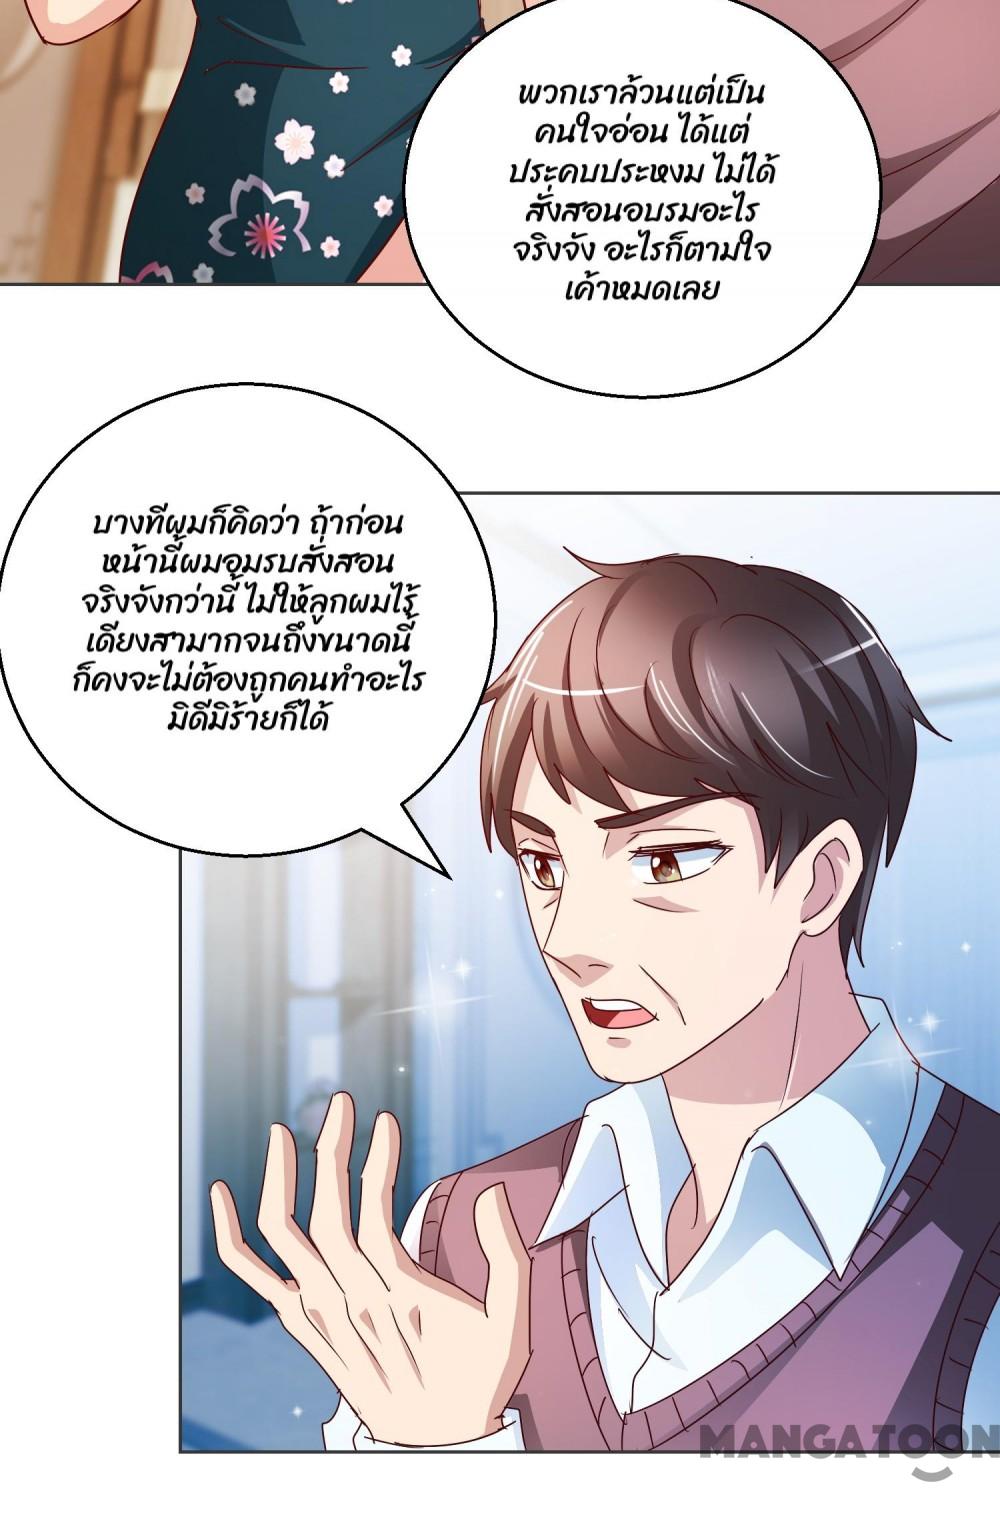 พวกเราล้วนแต่เป็น
คนใจอ่อน ได้แต่
ประคบประหงม ไม่ได้
สั่งสอนอบรมอะไร
จริงจัง อะไรก็ตามใจ
เค้าหมดเลย
บางทีผมก็คิดว่า ถ้าก่อน
หน้านี้ผมอมรบสั่งสอน
จริงจังกว่านี้ ไม่ให้ลูกผมไร้
เดียงสามากจนถึงขนาดนี้
ก็คงจะไม่ต้องถูกคนทำอะไร
มิดีมิร้ายก็ได้
MANGATOON